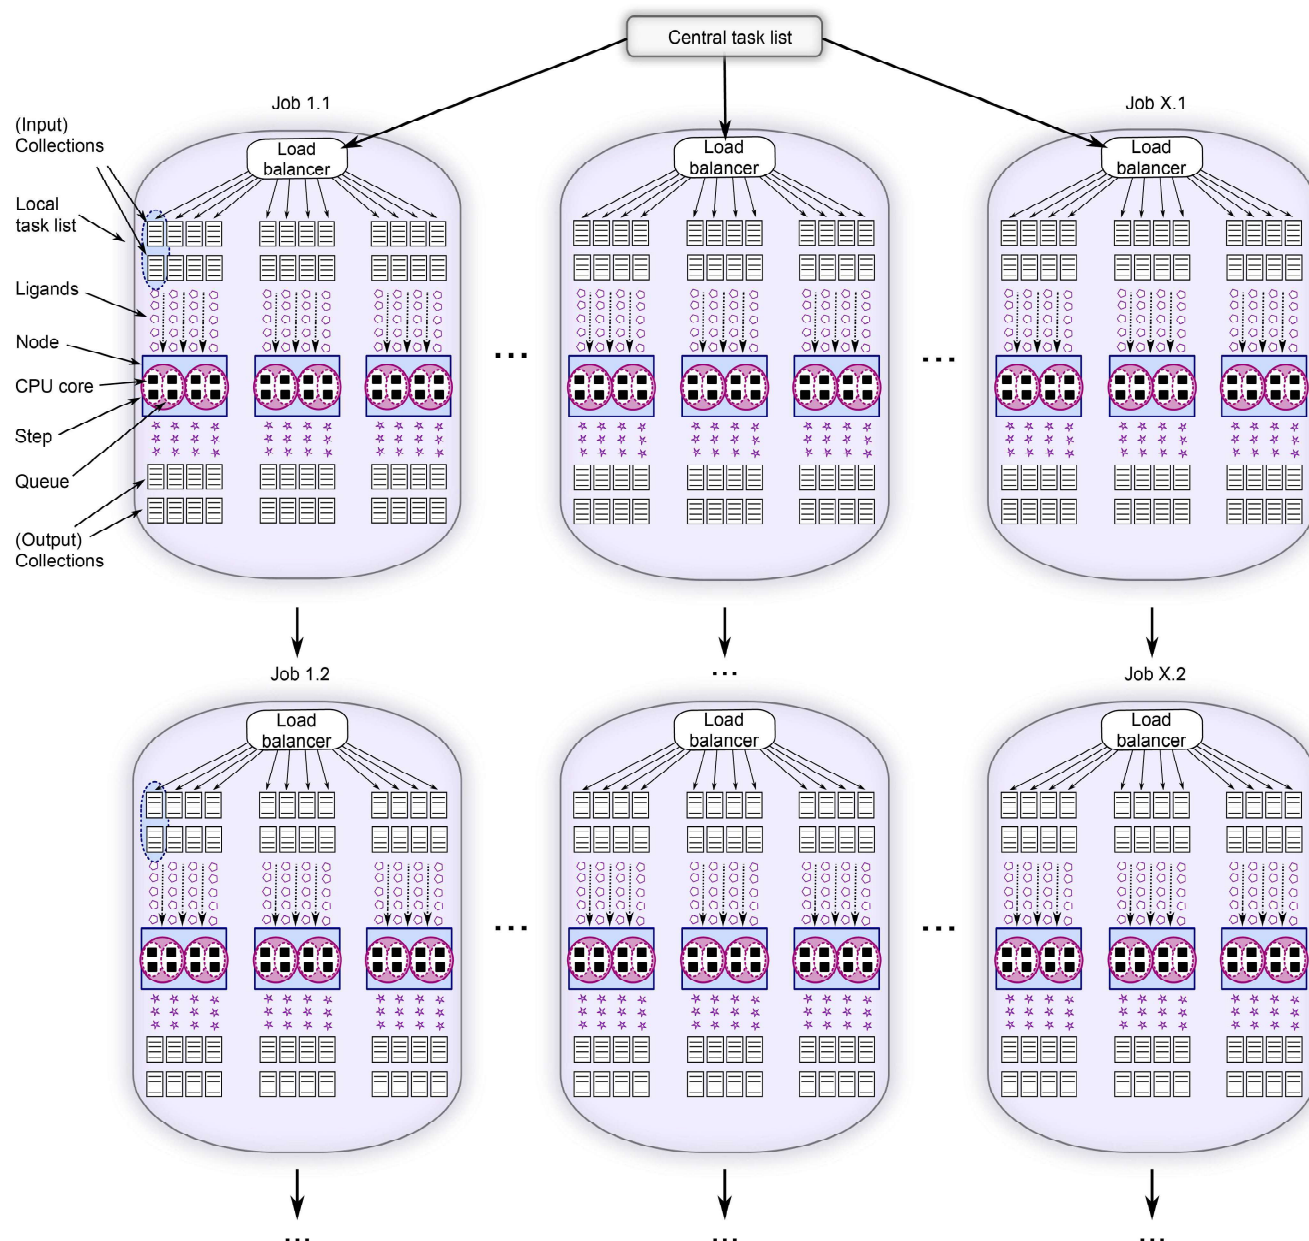 Central task list
Job 1.1
Job X.1
(Input)
Collections
Load
balancer
Load
balancer
Load
balancer
Local
task list
Ligands
Node
...
...
CPU core
Step
Queue
(Output)
Collections
...
Job 1.2
Job X.2
Load
balancer
Load
balancer
Load
balancer
...
...
...
...
...